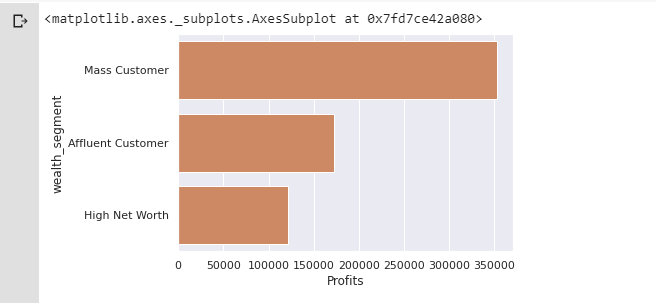 <matplotlib.axes._subplots.AxesSubplot at 0x7fd7ce42a080>
Mass Customer
Affluent Customer
High Net Worth
wealth_segment
0 50000 100000 150000 200000 250000 300000 350000
Profits